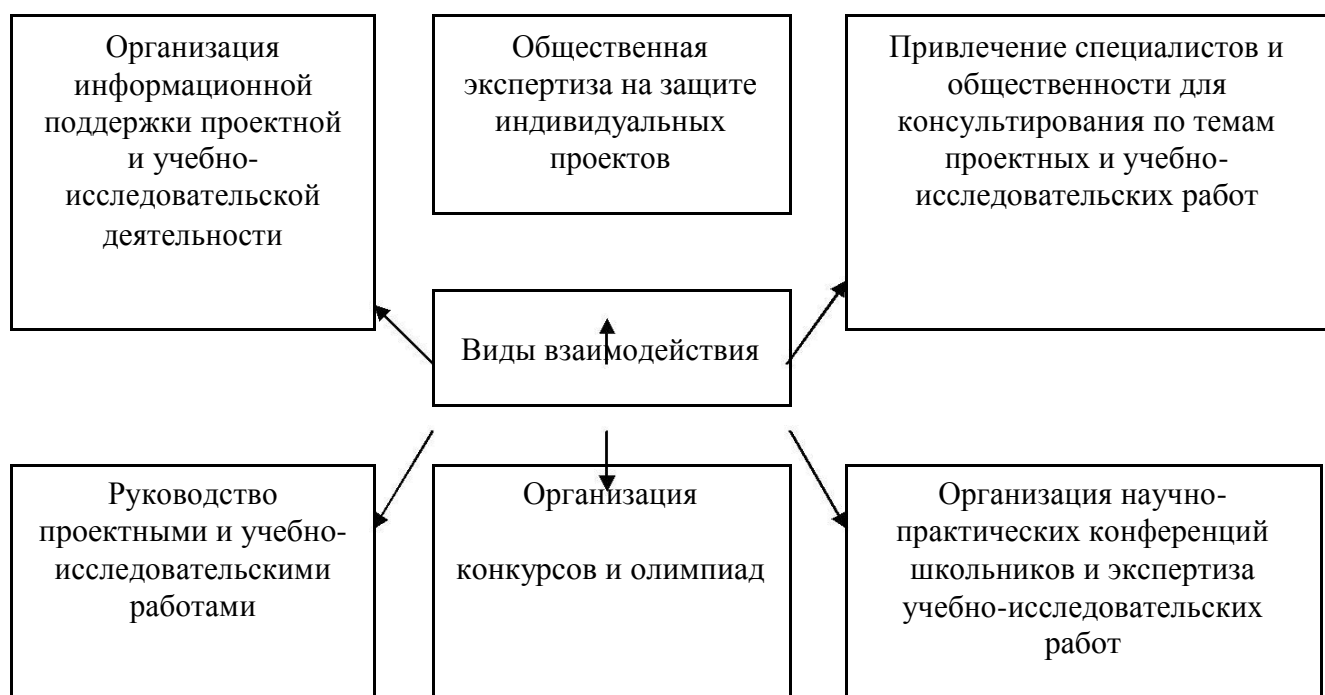 Организация
информационной
поддержки проектной
и учебно-
исследовательской
деятельности
Общественная
экспертиза на защите
индивидуальных
проектов
Привлечение специалистов и
общественности для
консультирования по темам
проектных и учебно-
исследовательских работ
Виды взаимодействия
Руководство
проектными и учебно-
исследовательскими
работами
Организация
конкурсов и олимпиад
Организация научно-
практических конференций
школьников и экспертиза
учебно-исследовательских
работ